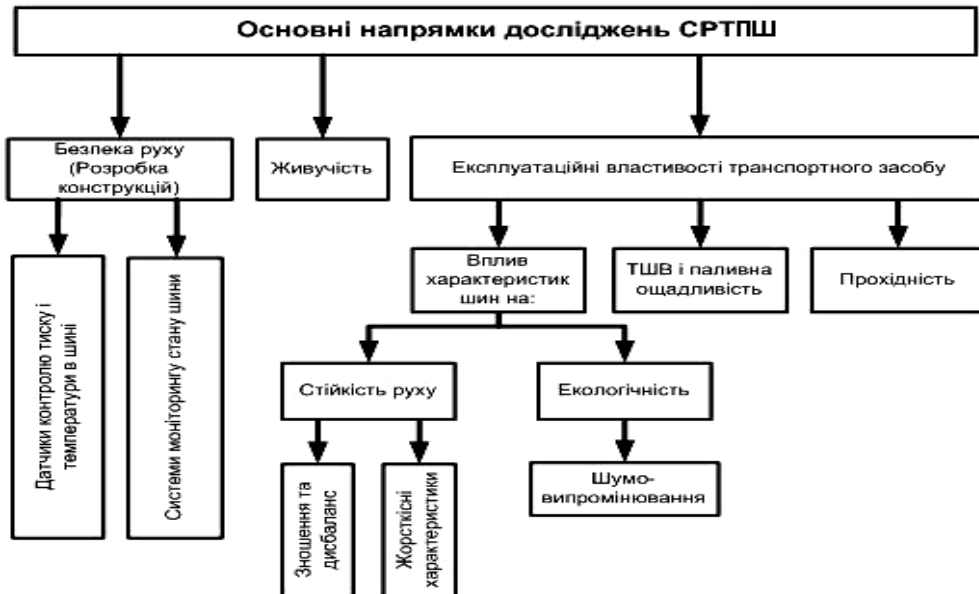 Основні напрямки досліджень СРТПШ
Безпека руху
(Розробка
конструкцій)
Живучість
Експлуатаційні властивості транспортного засобу
Датчики контролю тиску і
температури в шині
Системи моніторингу стану шини
Вплив
характеристик
шин на:
ТШВ і паливна
ощадливість
Прохідність
Стійкість руху
Екологічність
Зношення та
дисбаланс
Жорсткісні
характеристики
Шумо-
випромінювання